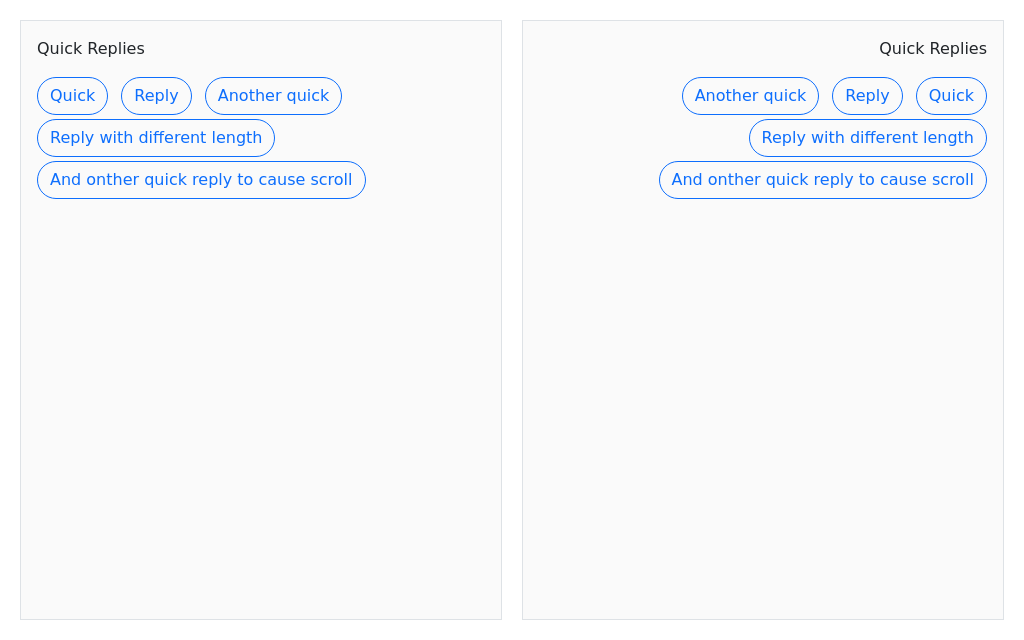 Quick Replies
Quick Reply Another quick
Reply with different length
And onther quick reply to cause scroll
Quick Replies
Another quick Reply Quick
Reply with different length
And onther quick reply to cause scroll